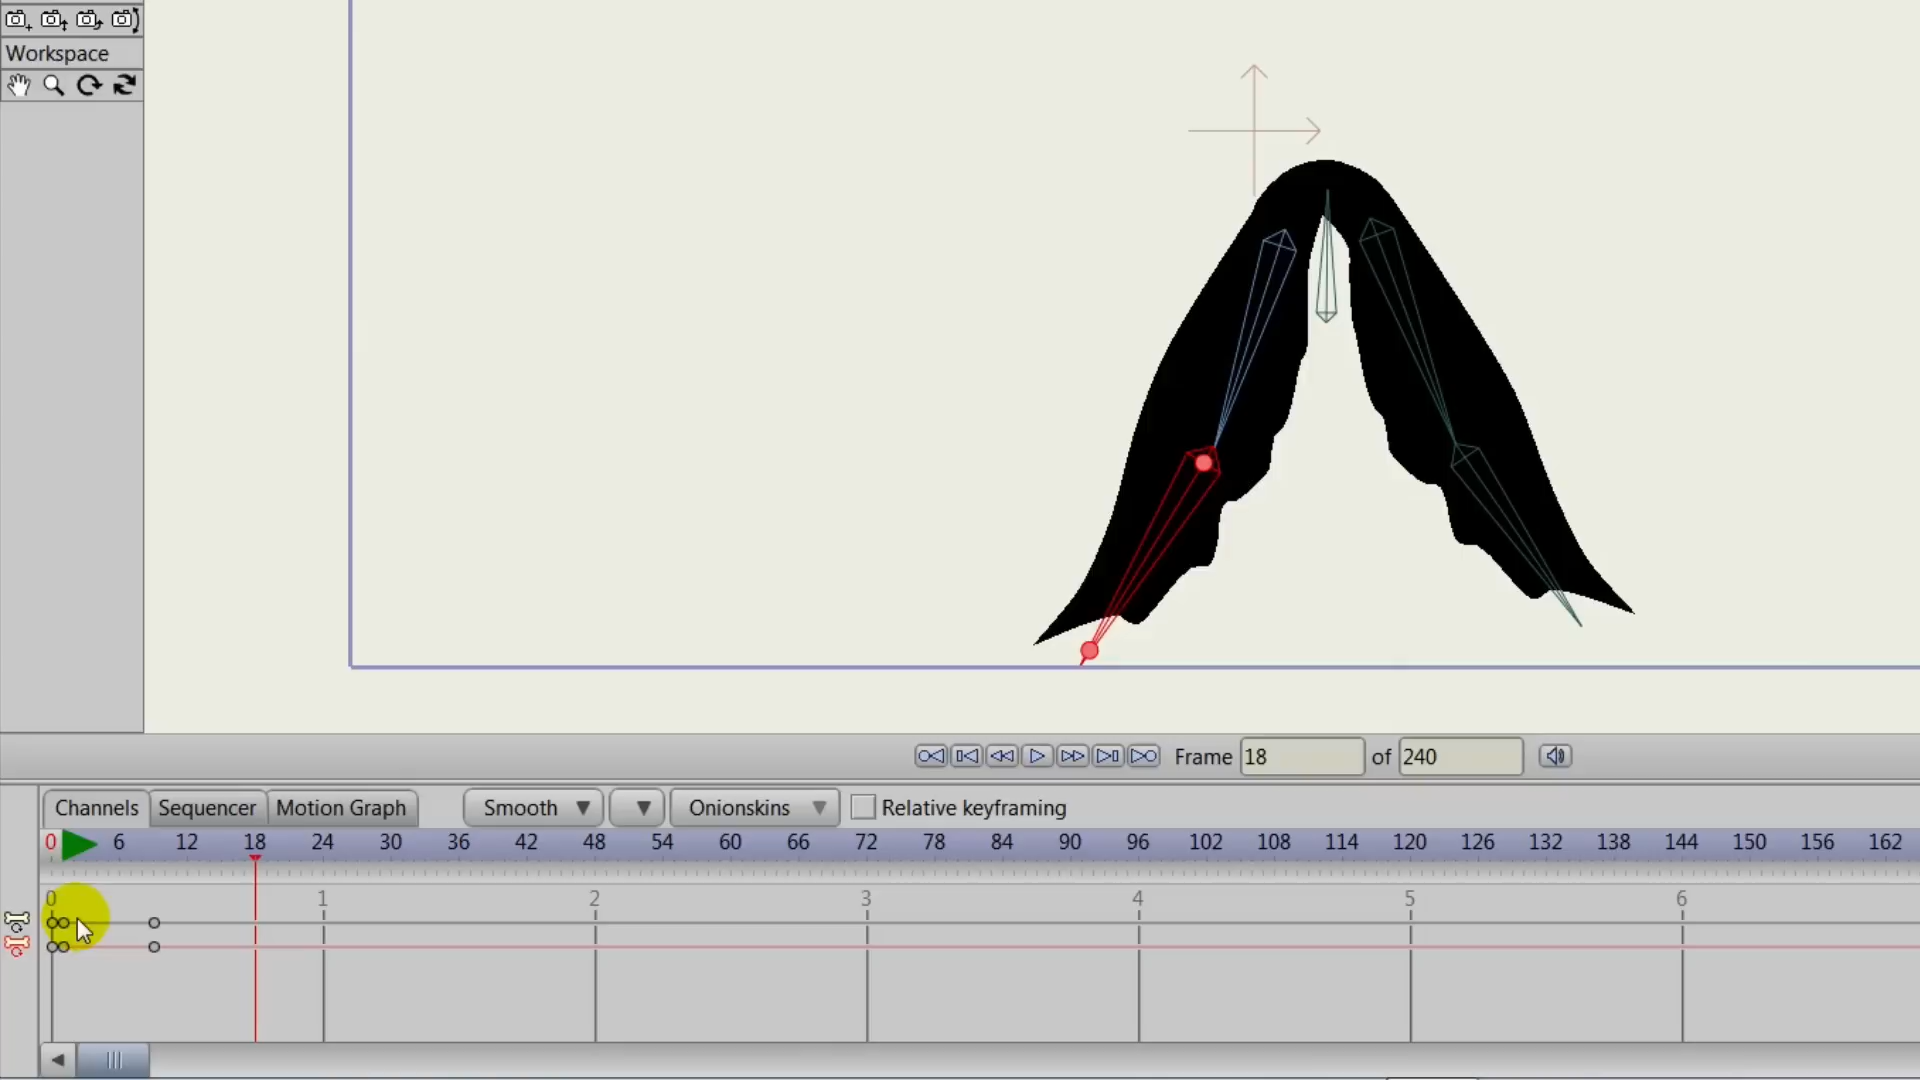 Workspace
Frame 18 of 240
Channels Sequencer Motion Graph Smooth Onionskins Relative keyframing
0 6 12 18 24 30 36 42 48 54 60 66 72 78 84 90 96 102 108 114 120 126 132 138 144 150 156 162
0 1 2 3 4 5 6